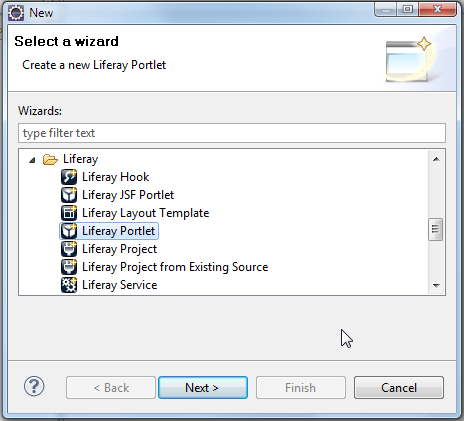 New
Select a wizard
Create a new Liferay Portlet
Wizards:
type filter text
Liferay
Liferay Hook
Liferay JSF Portlet
Liferay Layout Template
Liferay Portlet
Liferay Project
Liferay Project from Existing Source
Liferay Service
? < Back Next > Finish Cancel